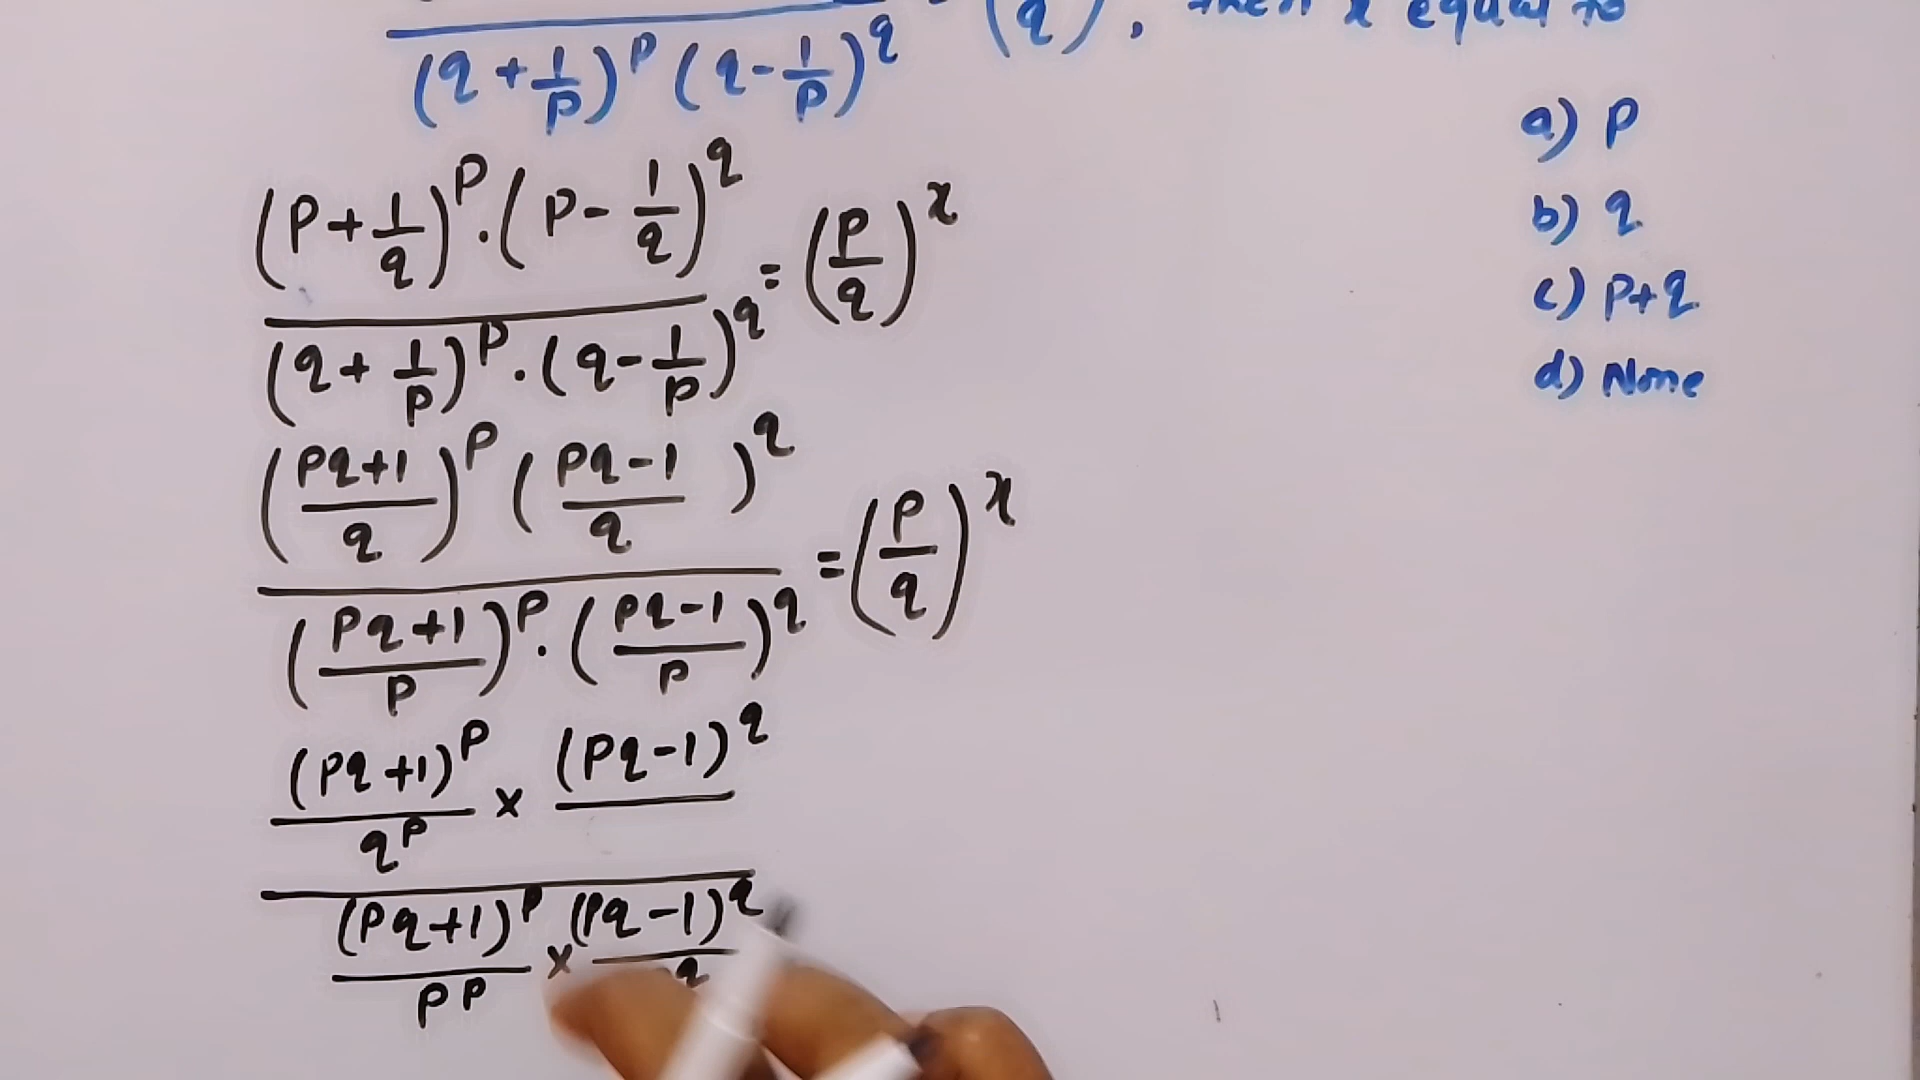 (q), then x equal to
(q + 1/p)^p (q - 1/p)^q
a) P
b) q
c) P+q
d) None
(P + 1/q)^P . (P - 1/q)^q
= (P/q)^x
(q + 1/P)^P . (q - 1/P)^q
(Pq+1/q)^P (Pq-1/q)^q
= (P/q)^x
(Pq+1/P)^P . (Pq-1/P)^q
(Pq+1)^P/q^P × (Pq-1)^q
(Pq+1)^P/P^P × (Pq-1)^q